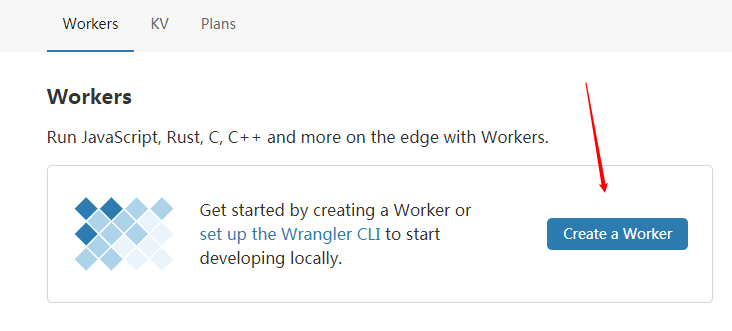 Workers KV Plans
Workers
Run JavaScript, Rust, C, C++ and more on the edge with Workers.
Get started by creating a Worker or
set up the Wrangler CLI to start
developing locally.
Create a Worker